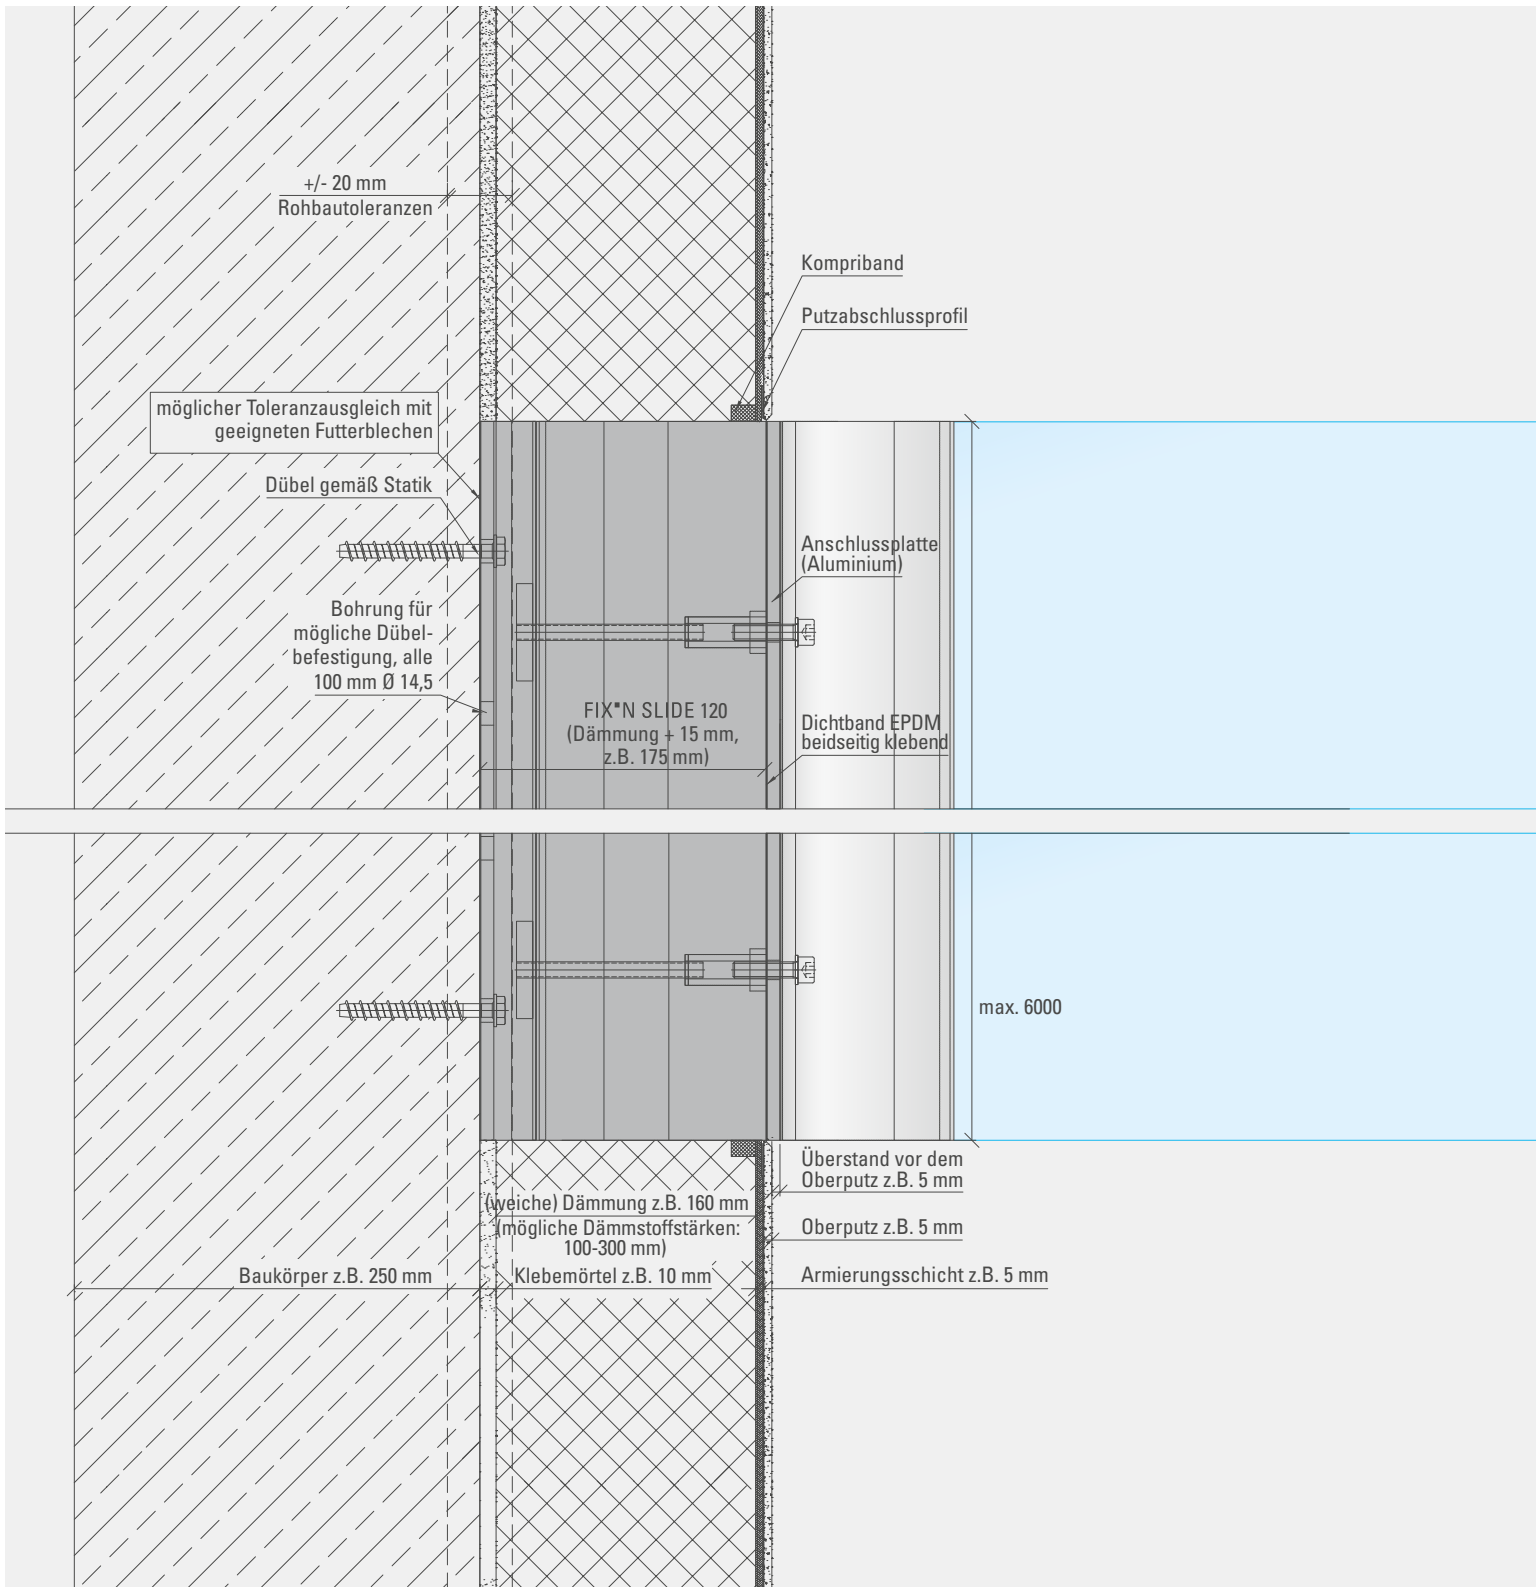 +/- 20 mm
Rohbautoleranzen
Kompriband
Putzabschlussprofil
möglicher Toleranzausgleich mit
geeigneten Futterblechen
Dübel gemäß Statik
Anschlussplatte
(Aluminium)
Bohrung für
mögliche Dübel-
befestigung, alle
100 mm Ø 14,5
FIX"N SLIDE 120
(Dämmung + 15 mm,
z.B. 175 mm)
Dichtband EPDM
beidseitig klebend
max. 6000
Überstand vor dem
Oberputz z.B. 5 mm
(weiche) Dämmung z.B. 160 mm
(mögliche Dämmstoffstärken:
100-300 mm)
Oberputz z.B. 5 mm
Baukörper z.B. 250 mm
Klebemörtel z.B. 10 mm
Armierungsschicht z.B. 5 mm